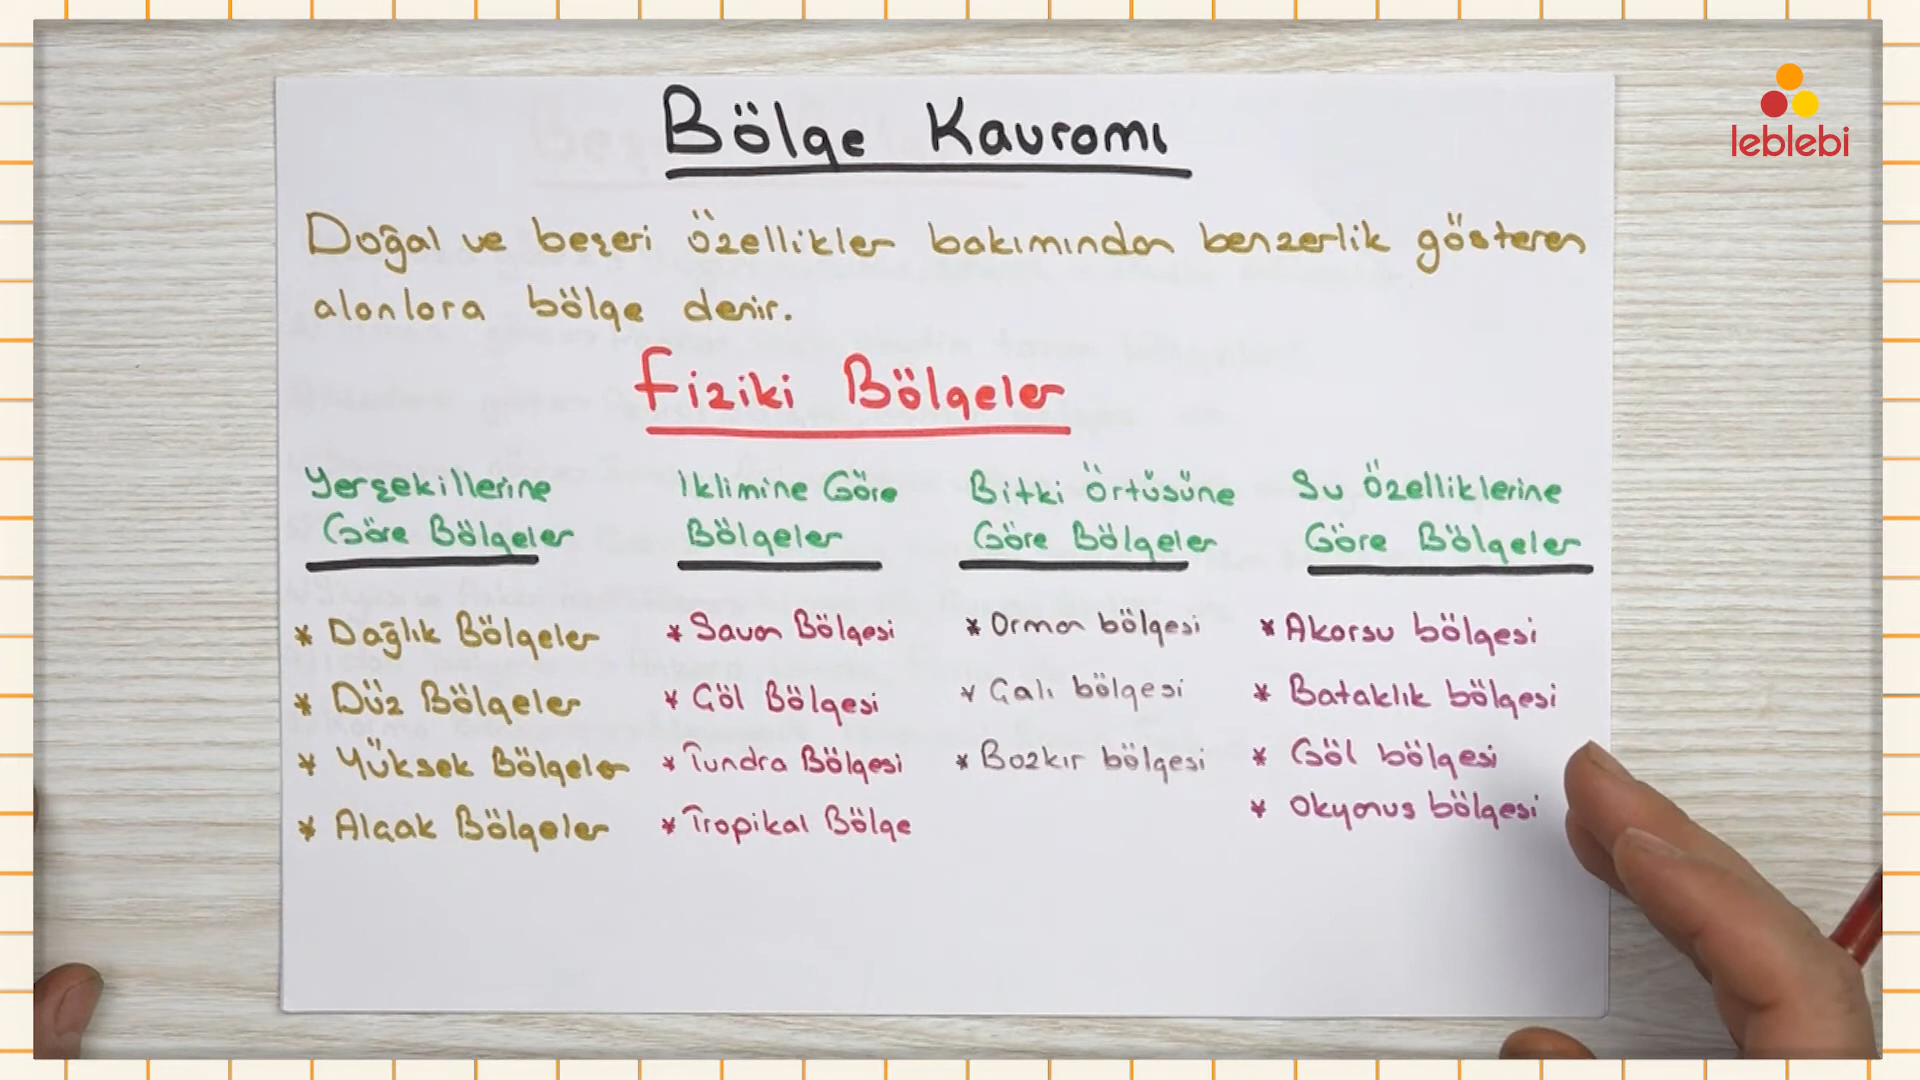 Bölge Kavramı
leblebi
Doğal ve beşeri özellikler bakımından benzerlik gösteren
alanlara bölge denir.
Fiziki Bölgeler
Yerşekillerine
Göre Bölgeler
* Dağlık Bölgeler
* Düz Bölgeler
* Yüksek Bölgeler
* Alçak Bölgeler
İklimine Göre
Bölgeler
* Savan Bölgesi
* Çöl Bölgesi
* Tundra Bölgesi
* Tropikal Bölge
Bitki Örtüsüne
Göre Bölgeler
* Orman bölgesi
* Çalı bölgesi
* Bozkır bölgesi
Su Özelliklerine
Göre Bölgeler
* Akarsu bölgesi
* Bataklık bölgesi
* Göl bölgesi
* Okyanus bölgesi